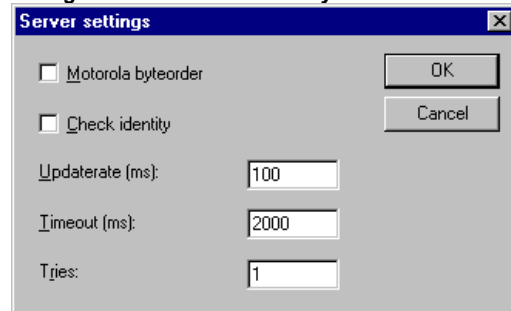 Server settings
Motorola byteorder
OK
Check identity
Cancel
Updaterate (ms):
100
Timeout (ms):
2000
Tries:
1